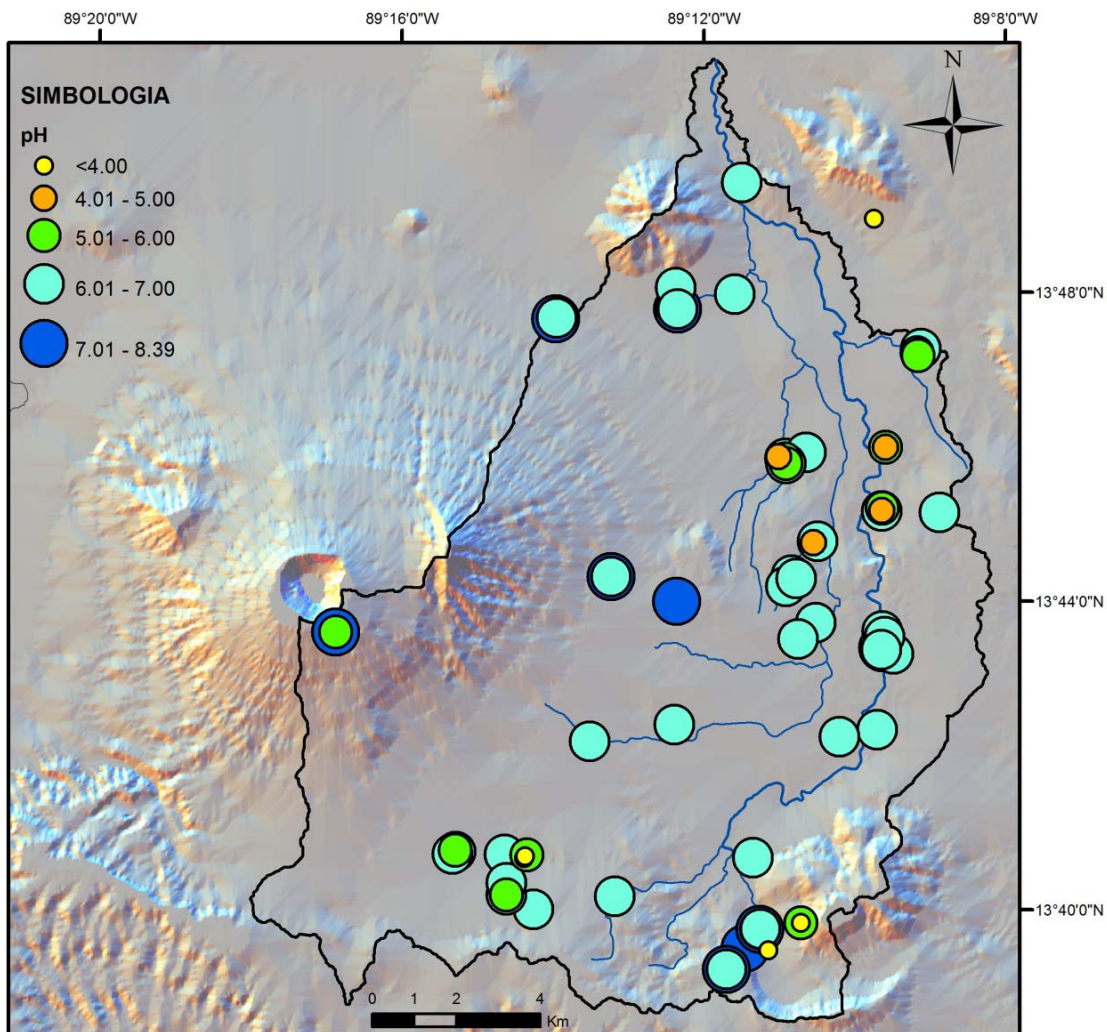 89°20'0"W 89°16'0"W 89°12'0"W 89°8'0"W
N
SIMBOLOGIA
pH
<4.00
4.01 - 5.00
5.01 - 6.00
6.01 - 7.00
7.01 - 8.39
13°48'0"N
13°44'0"N
13°40'0"N
0 1 2 4
Km